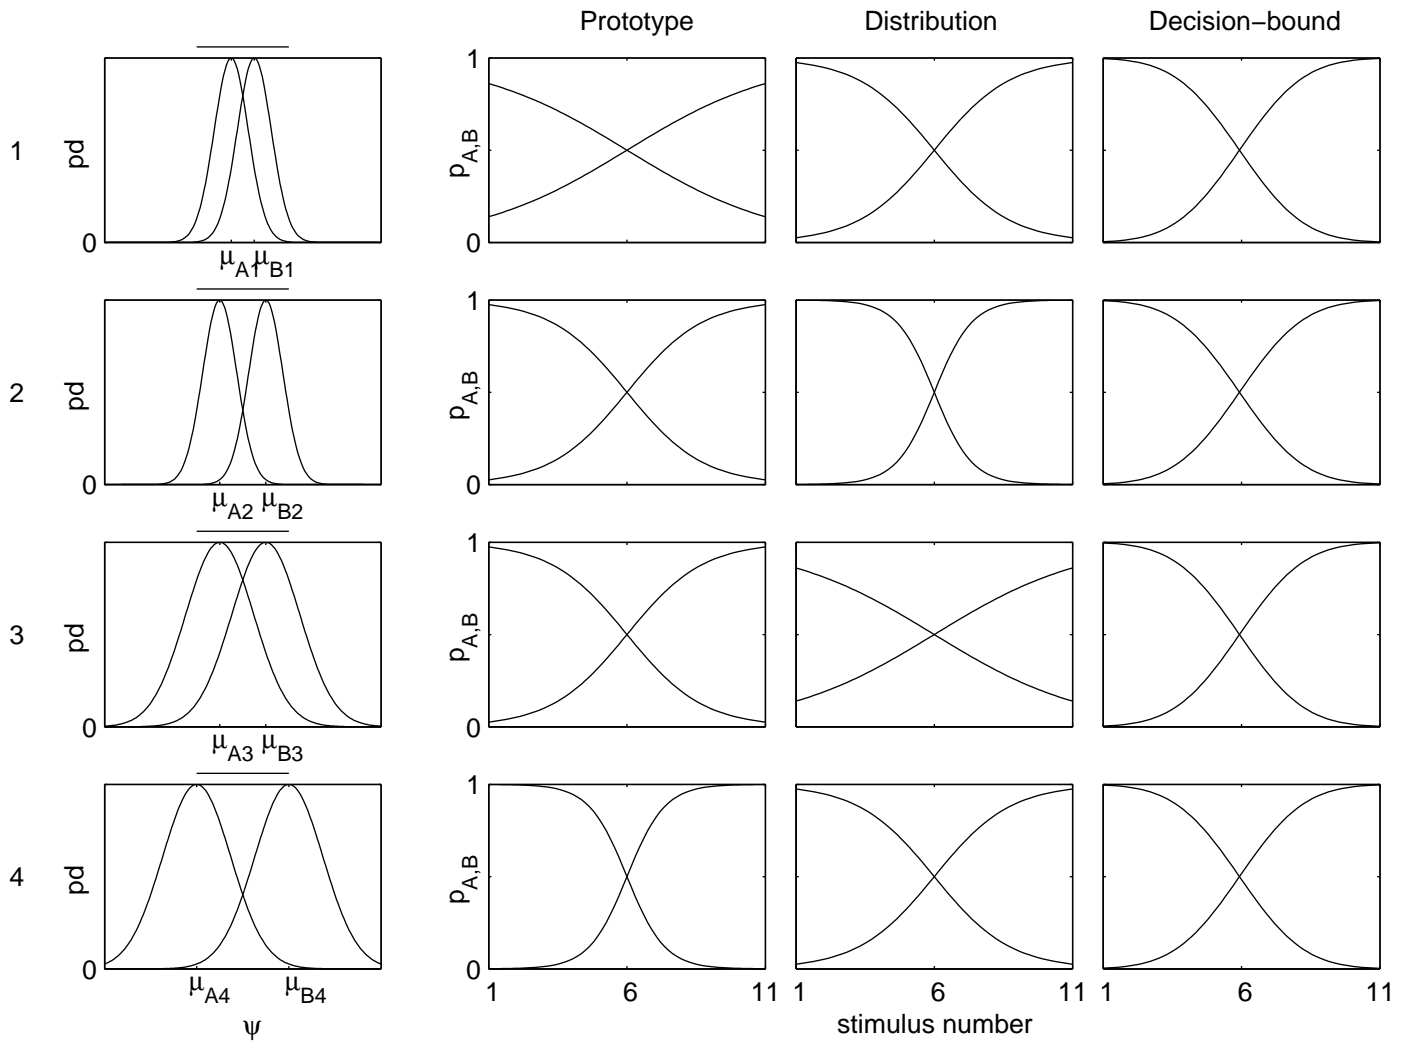 Prototype Distribution Decision−bound
1 pd 0 μA1 μB1 pA,B 1 0
2 pd 0 μA2 μB2 pA,B 1 0
3 pd 0 μA3 μB3 pA,B 1 0
4 pd 0 μA4 μB4 pA,B 1 0
1 6 11 1 6 11 1 6 11
ψ stimulus number